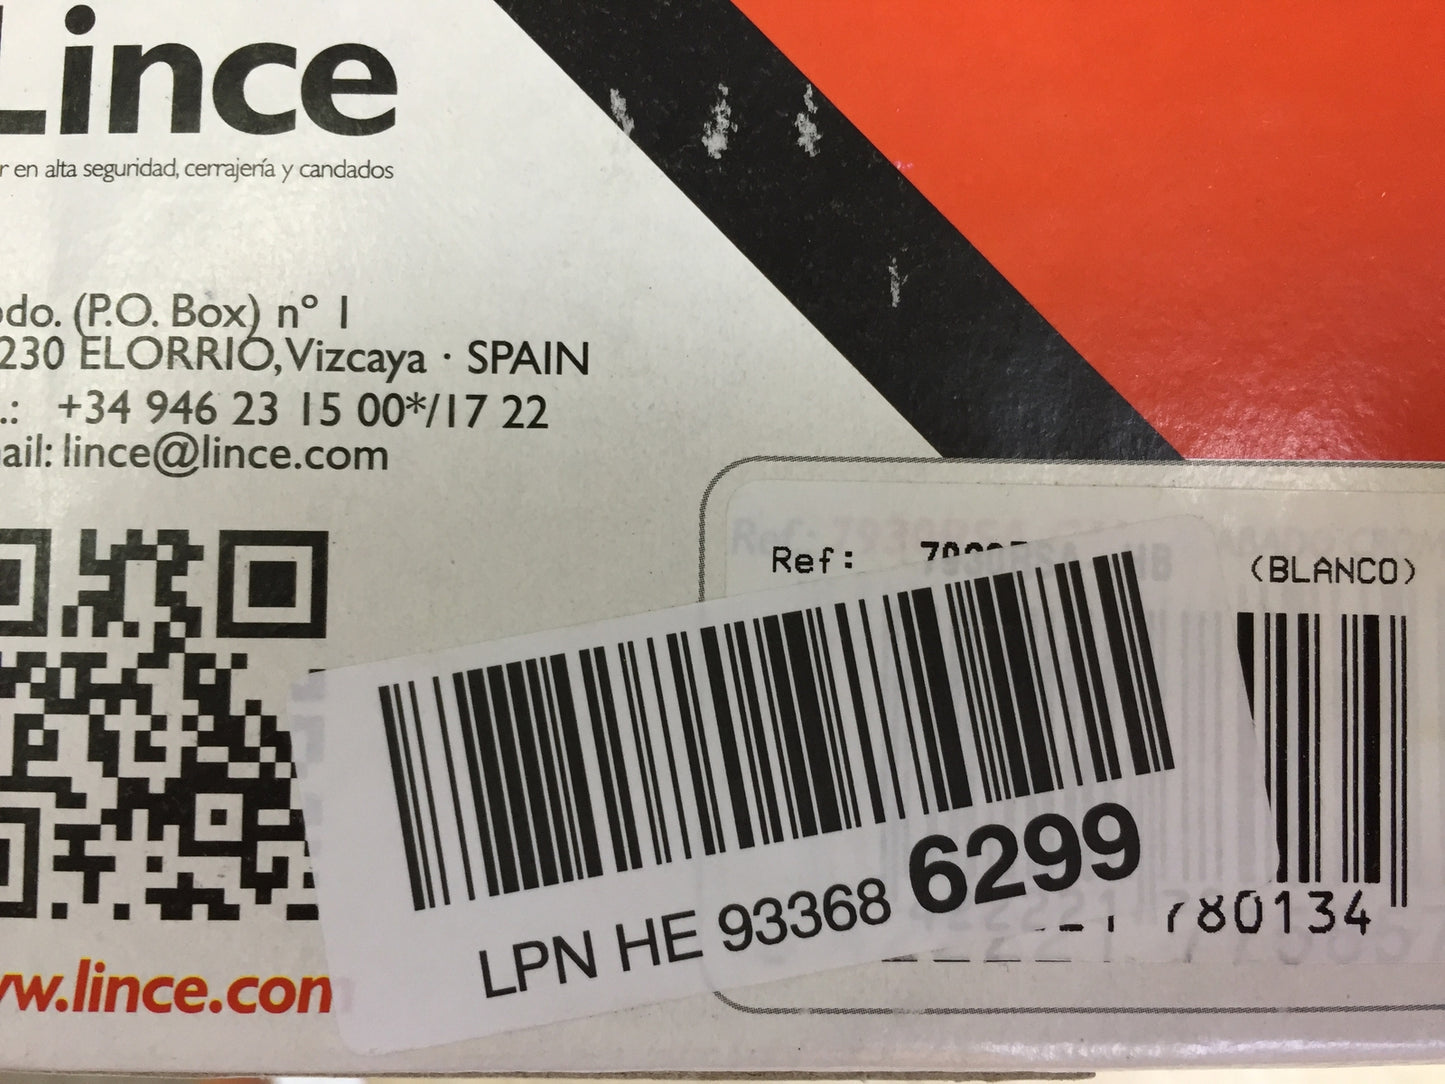 Lince
r en alta seguridad, cerrajería y candados
do. (P.O. Box) nº 1
230 ELORRIO, Vizcaya · SPAIN
.: +34 946 23 15 00*/17 22
ail: lince@lince.com
Ref: (BLANCO)
780134
LPN HE 93368 6299
w.lince.com